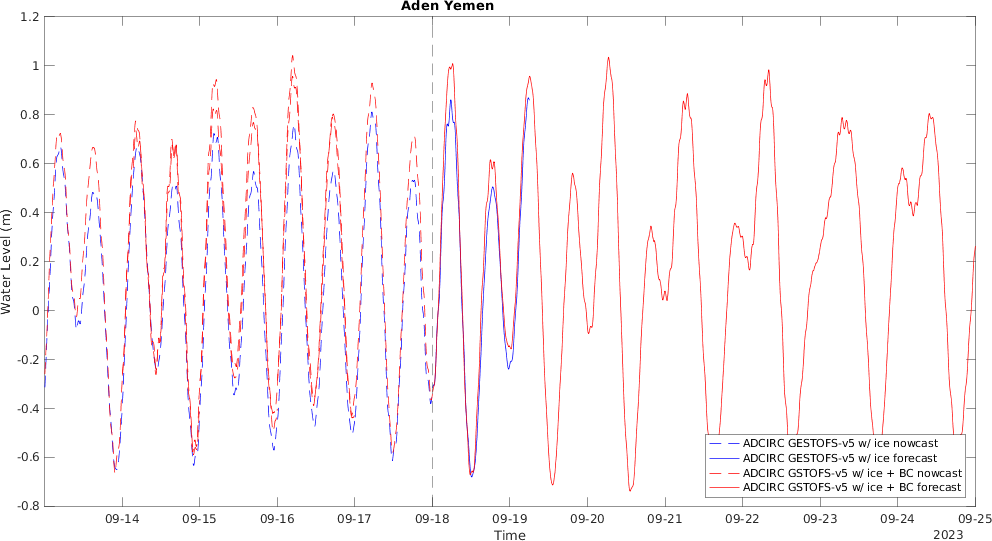 Aden Yemen
Water Level (m)
1.2
1
0.8
0.6
0.4
0.2
0
-0.2
-0.4
-0.6
-0.8
ADCIRC GESTOFS-v5 w/ ice nowcast
ADCIRC GESTOFS-v5 w/ ice forecast
ADCIRC GSTOFS-v5 w/ ice + BC nowcast
ADCIRC GSTOFS-v5 w/ ice + BC forecast
09-14 09-15 09-16 09-17 09-18 09-19 09-20 09-21 09-22 09-23 09-24 09-25
Time
2023